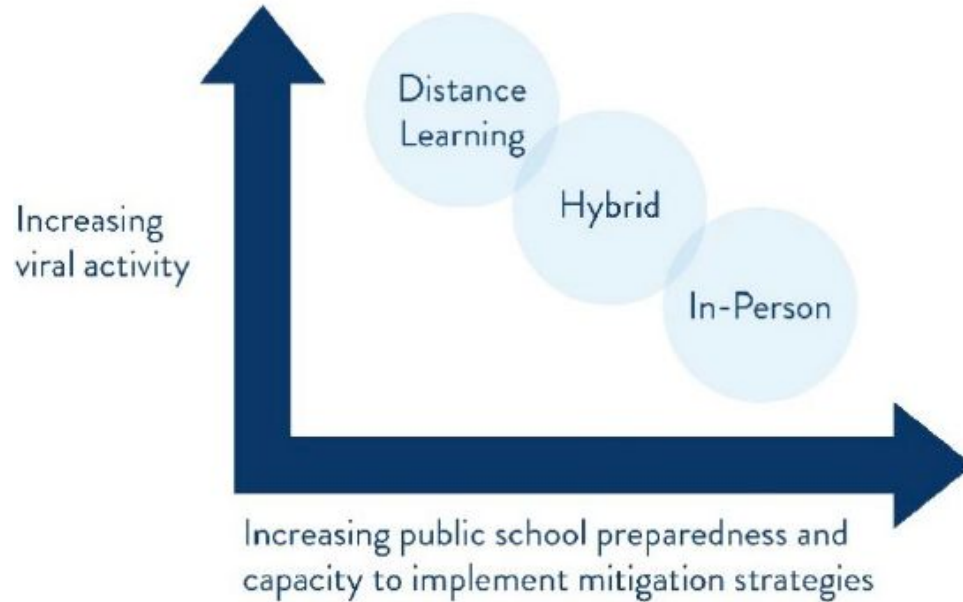 Distance
Learning
Hybrid
Increasing
viral activity
In-Person
Increasing public school preparedness and
capacity to implement mitigation strategies